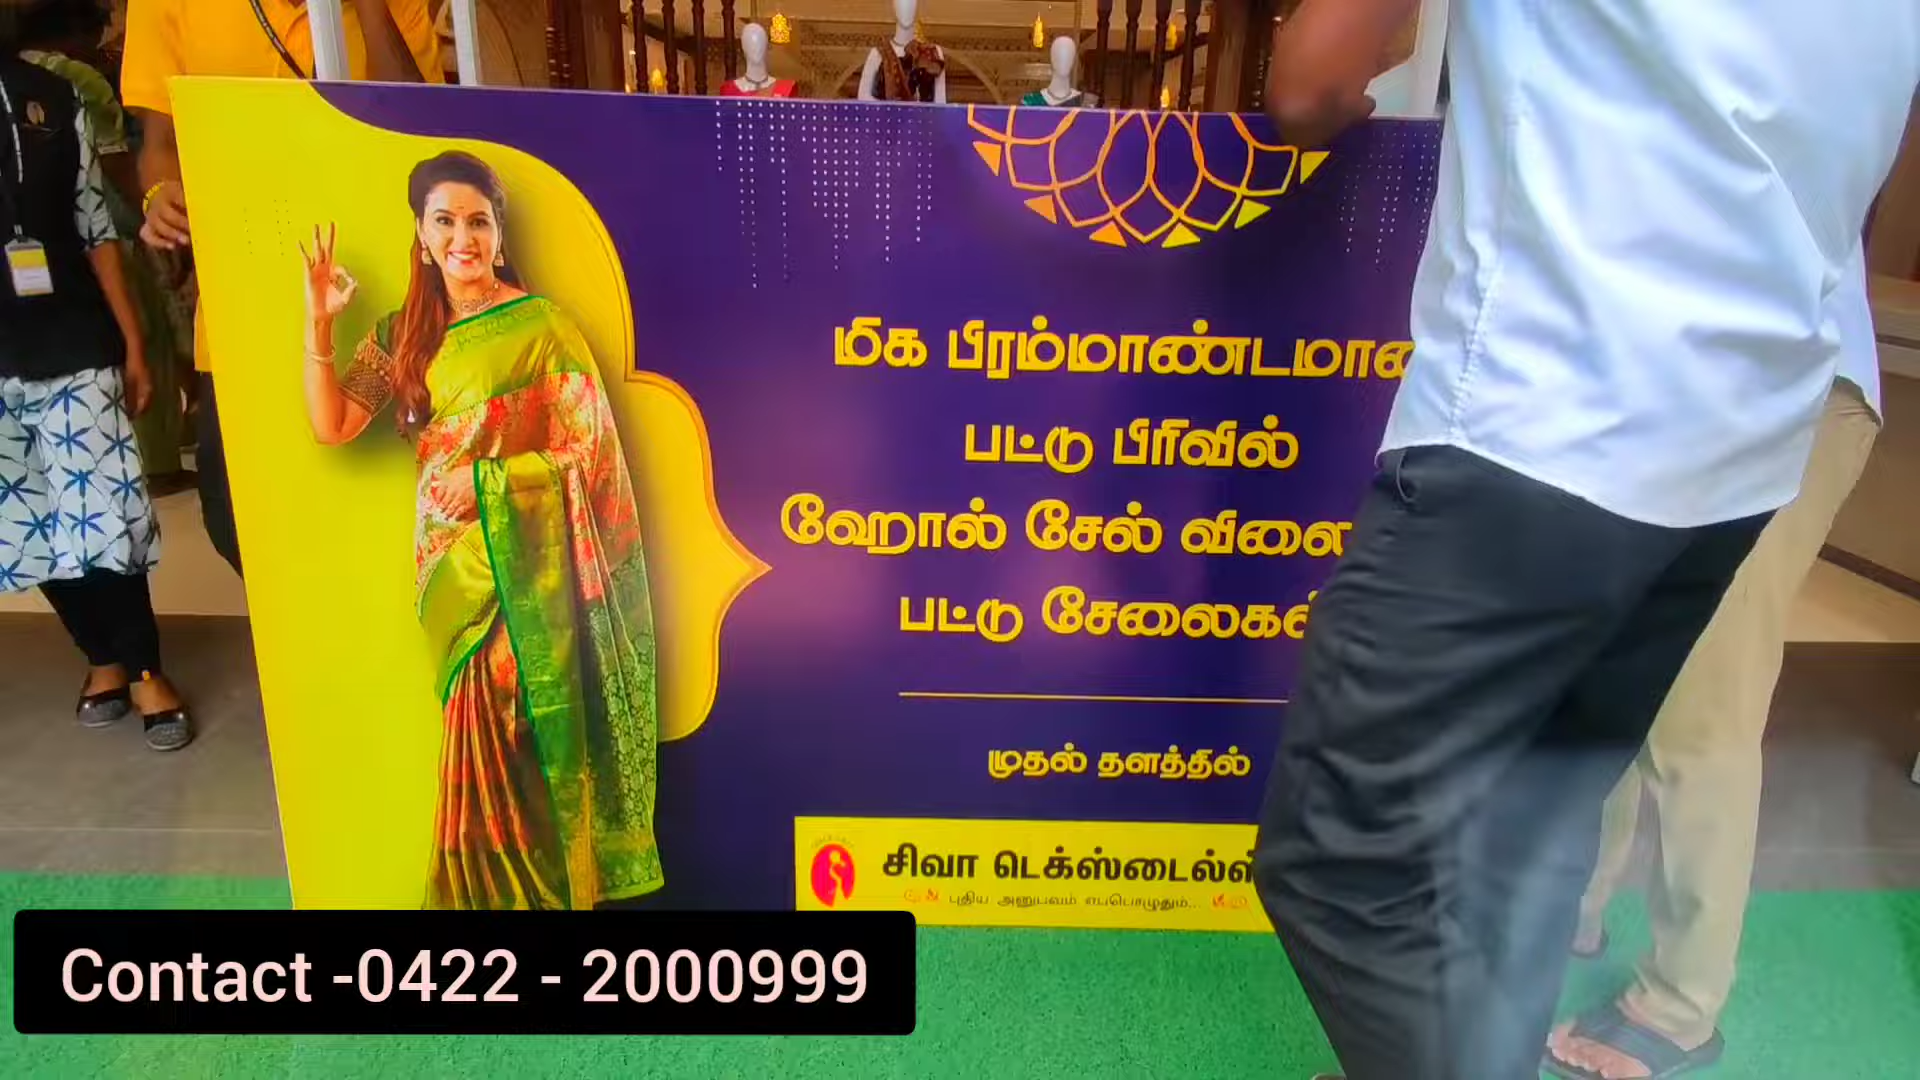 மிக பிரம்மாண்டமான
பட்டு பிரிவில்
ஹோல் சேல் விலை
பட்டு சேலைகள்
முதல் தளத்தில்
சிவா டெக்ஸ்டைல்ஸ்
புதிய அனுபவம் எப்பொழுதும்...
Contact -0422 - 2000999